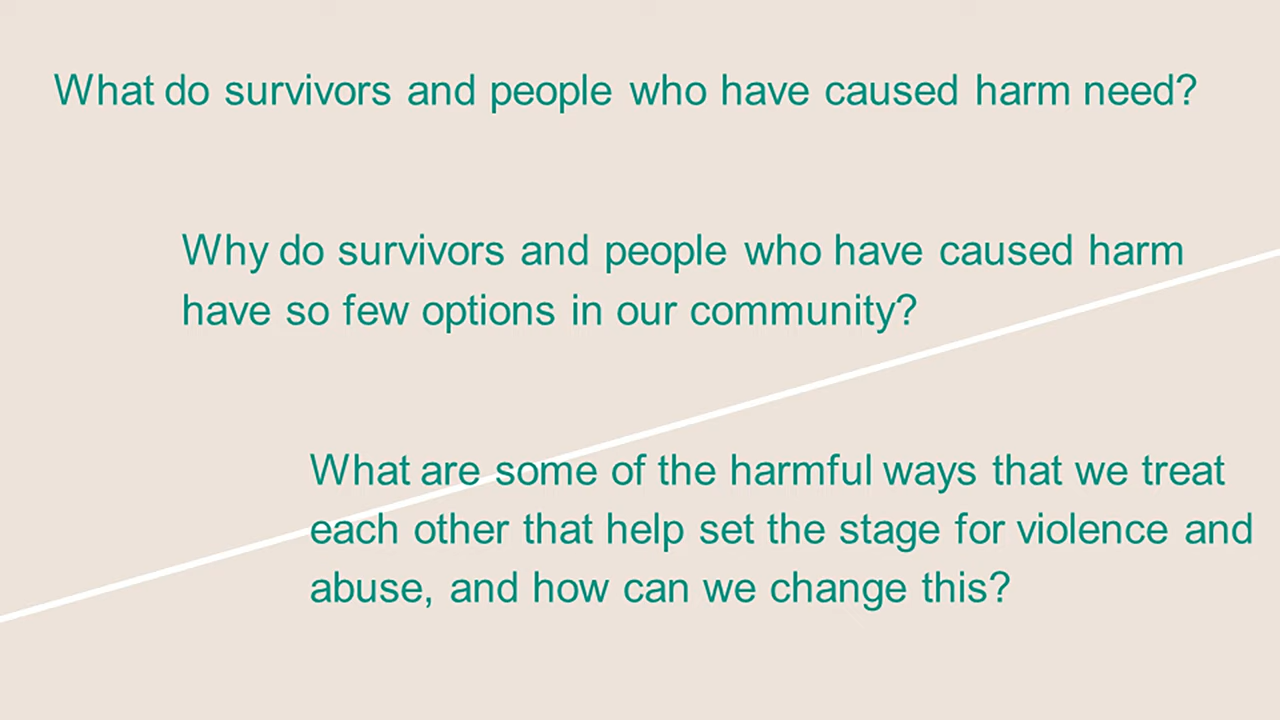 What do survivors and people who have caused harm need?
Why do survivors and people who have caused harm
have so few options in our community?
What are some of the harmful ways that we treat
each other that help set the stage for violence and
abuse, and how can we change this?